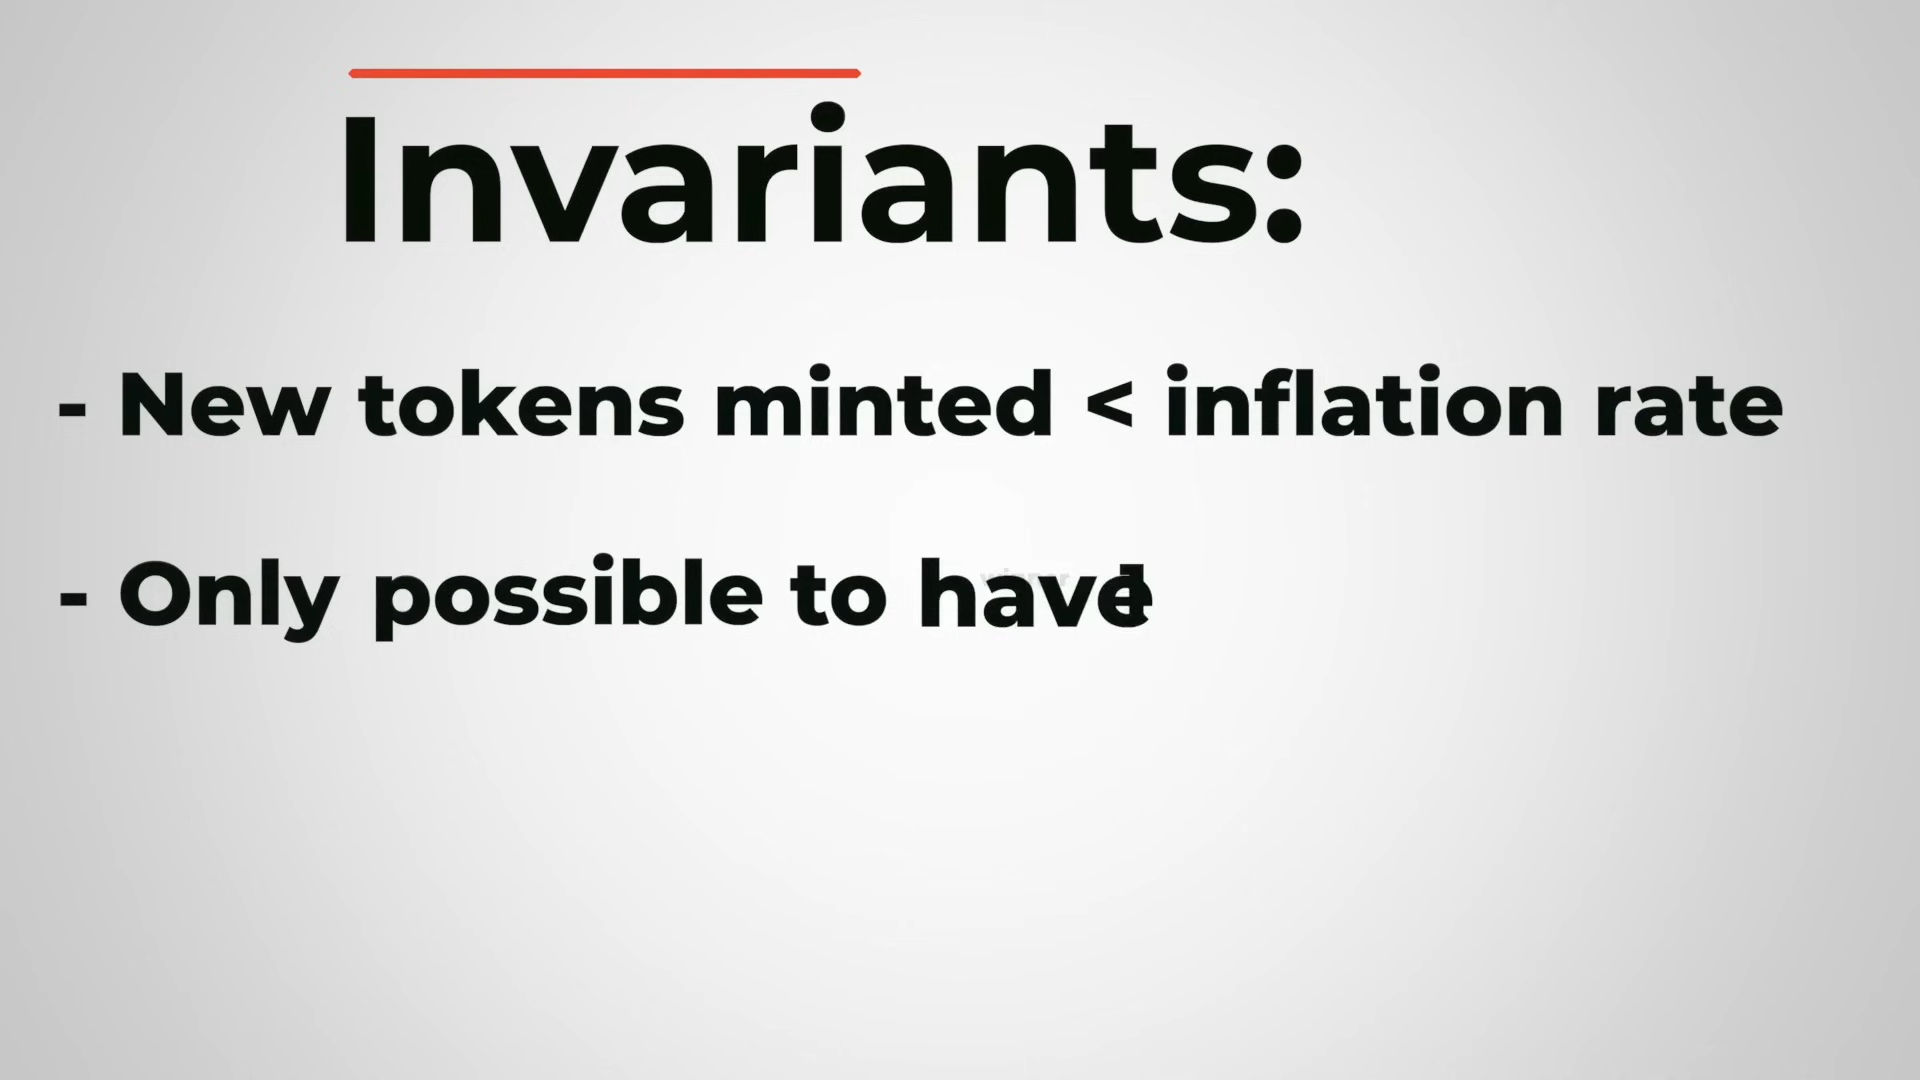 Invariants:
- New tokens minted < inflation rate
- Only possible to have